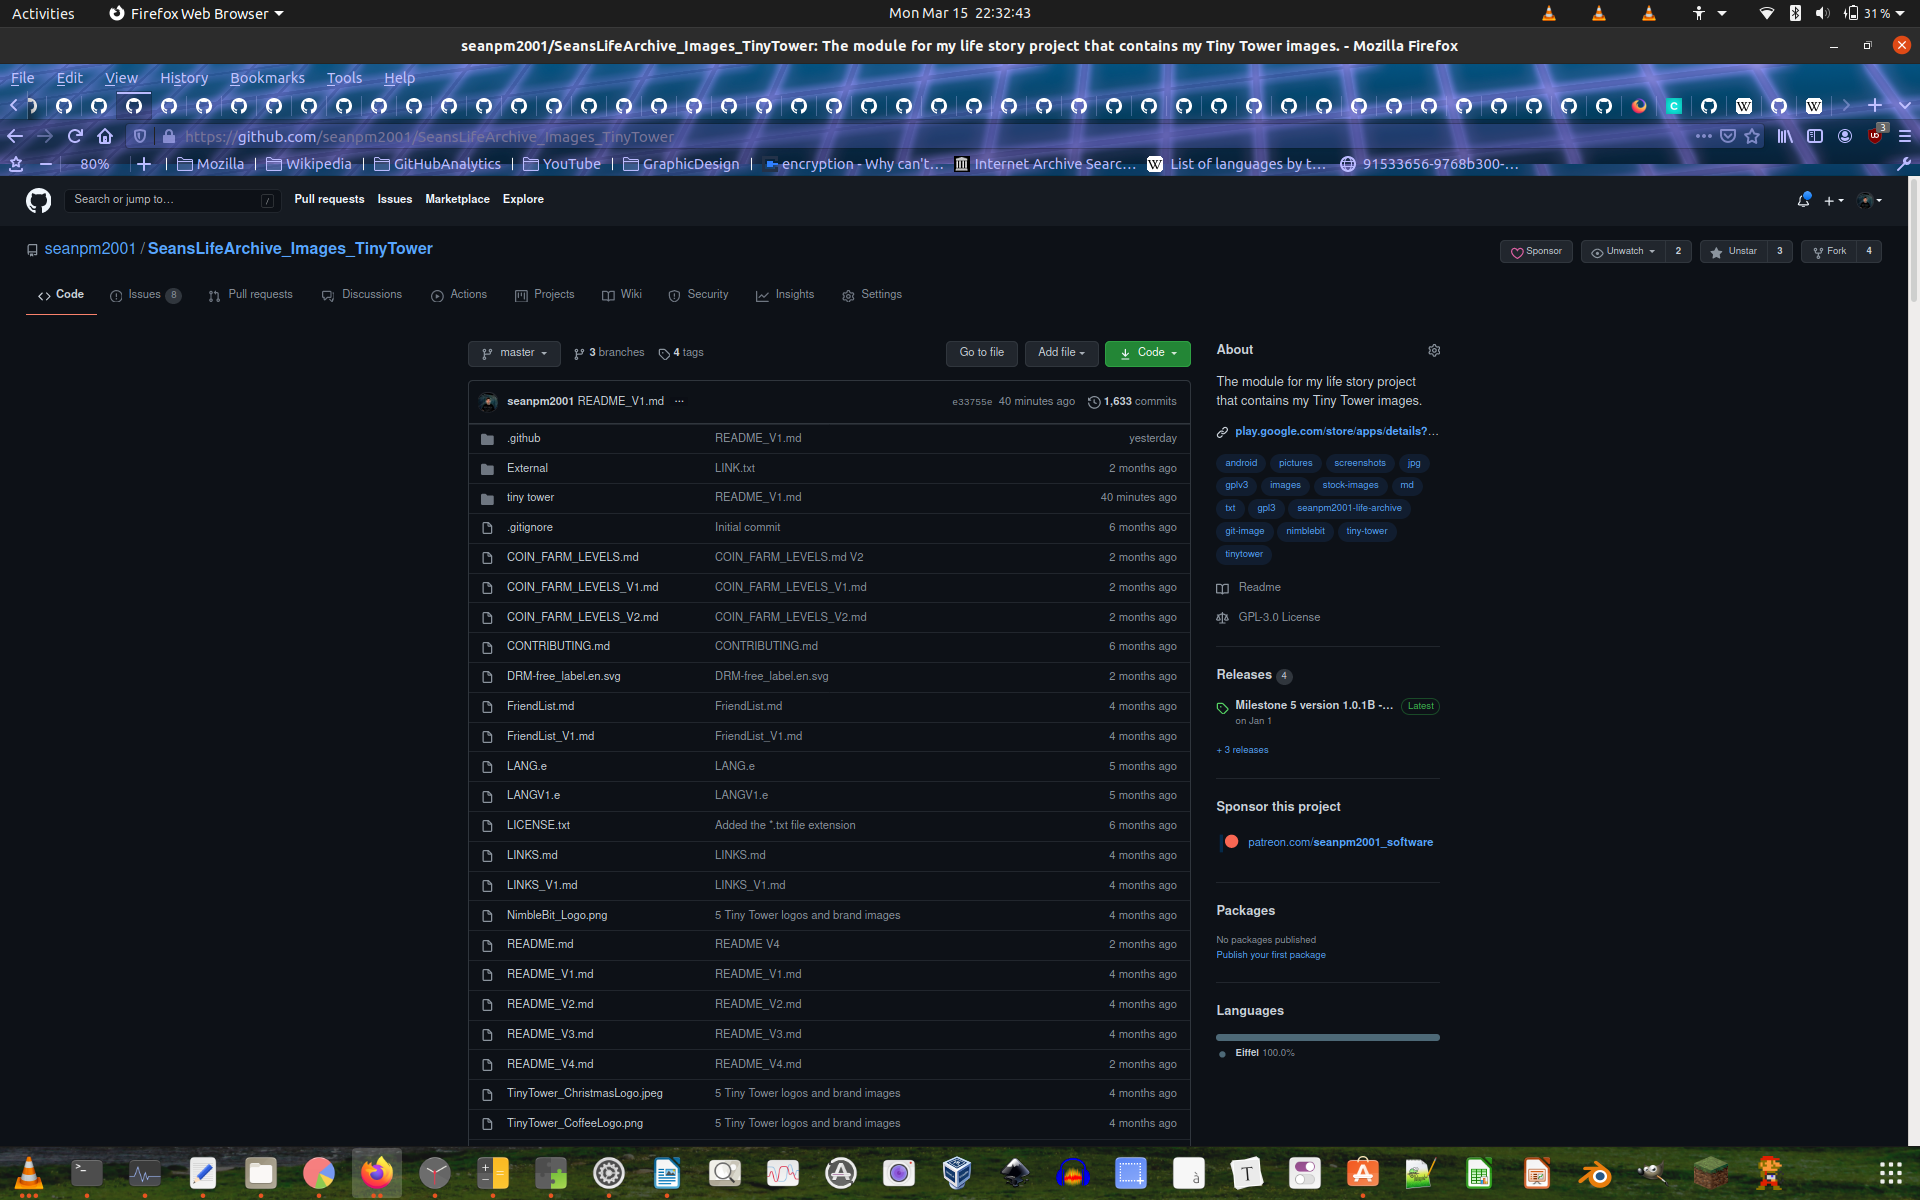 Activities
Firefox Web Browser
Mon Mar 15 22:32:43
31 %
seanpm2001/SeansLifeArchive_Images_TinyTower: The module for my life story project that contains my Tiny Tower images. - Mozilla Firefox
File Edit View History Bookmarks Tools Help
https://github.com/seanpm2001/SeansLifeArchive_Images_TinyTower
3
80%
Mozilla
Wikipedia
GitHubAnalytics
YouTube
GraphicDesign
encryption - Why can't…
Internet Archive Searc…
List of languages by t…
91533656-9768b300-…
Search or jump to…
/
Pull requests Issues Marketplace Explore
seanpm2001 / SeansLifeArchive_Images_TinyTower
Sponsor
Unwatch 2
Unstar 3
Fork 4
Code
Issues 8
Pull requests
Discussions
Actions
Projects
Wiki
Security
Insights
Settings
master
3 branches
4 tags
Go to file
Add file
Code
seanpm2001 README_V1.md ...
e33755e 40 minutes ago
1,633 commits
.github README_V1.md yesterday
External LINK.txt 2 months ago
tiny tower README_V1.md 40 minutes ago
.gitignore Initial commit 6 months ago
COIN_FARM_LEVELS.md COIN_FARM_LEVELS.md V2 2 months ago
COIN_FARM_LEVELS_V1.md COIN_FARM_LEVELS_V1.md 2 months ago
COIN_FARM_LEVELS_V2.md COIN_FARM_LEVELS_V2.md 2 months ago
CONTRIBUTING.md CONTRIBUTING.md 6 months ago
DRM-free_label.en.svg DRM-free_label.en.svg 2 months ago
FriendList.md FriendList.md 4 months ago
FriendList_V1.md FriendList_V1.md 4 months ago
LANG.e LANG.e 5 months ago
LANGV1.e LANGV1.e 5 months ago
LICENSE.txt Added the *.txt file extension 6 months ago
LINKS.md LINKS.md 4 months ago
LINKS_V1.md LINKS_V1.md 4 months ago
NimbleBit_Logo.png 5 Tiny Tower logos and brand images 4 months ago
README.md README V4 2 months ago
README_V1.md README_V1.md 4 months ago
README_V2.md README_V2.md 4 months ago
README_V3.md README_V3.md 4 months ago
README_V4.md README_V4.md 2 months ago
TinyTower_ChristmasLogo.jpeg 5 Tiny Tower logos and brand images 4 months ago
TinyTower_CoffeeLogo.png 5 Tiny Tower logos and brand images 4 months ago
About
The module for my life story project
that contains my Tiny Tower images.
play.google.com/store/apps/details?…
android pictures screenshots jpg
gplv3 images stock-images md
txt gpl3 seanpm2001-life-archive
git-image nimblebit tiny-tower
tinytower
Readme
GPL-3.0 License
Releases 4
Milestone 5 version 1.0.1B -… Latest
on Jan 1
+ 3 releases
Sponsor this project
patreon.com/seanpm2001_software
Packages
No packages published
Publish your first package
Languages
Eiffel 100.0%